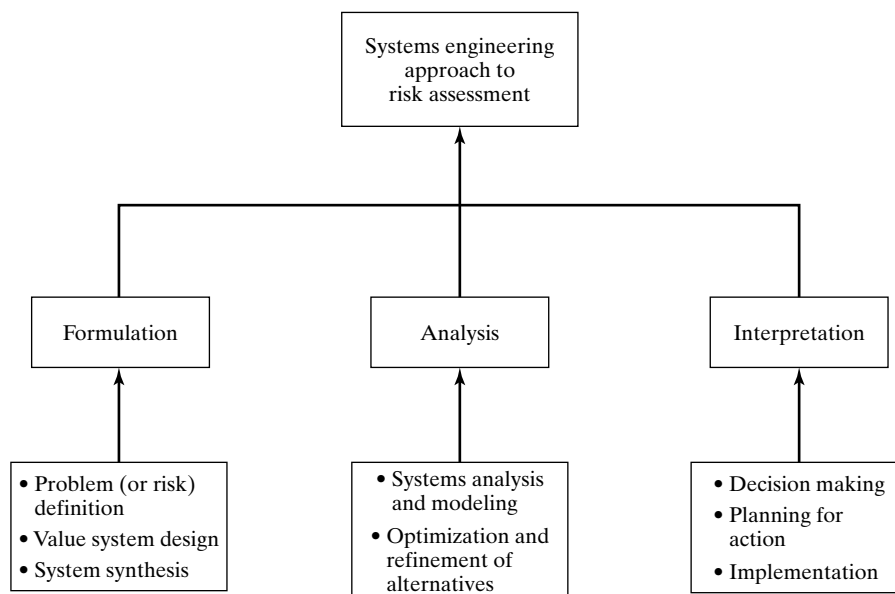 Systems engineering
approach to
risk assessment
Formulation
Analysis
Interpretation
• Problem (or risk)
definition
• Value system design
• System synthesis
• Systems analysis
and modeling
• Optimization and
refinement of
alternatives
• Decision making
• Planning for
action
• Implementation